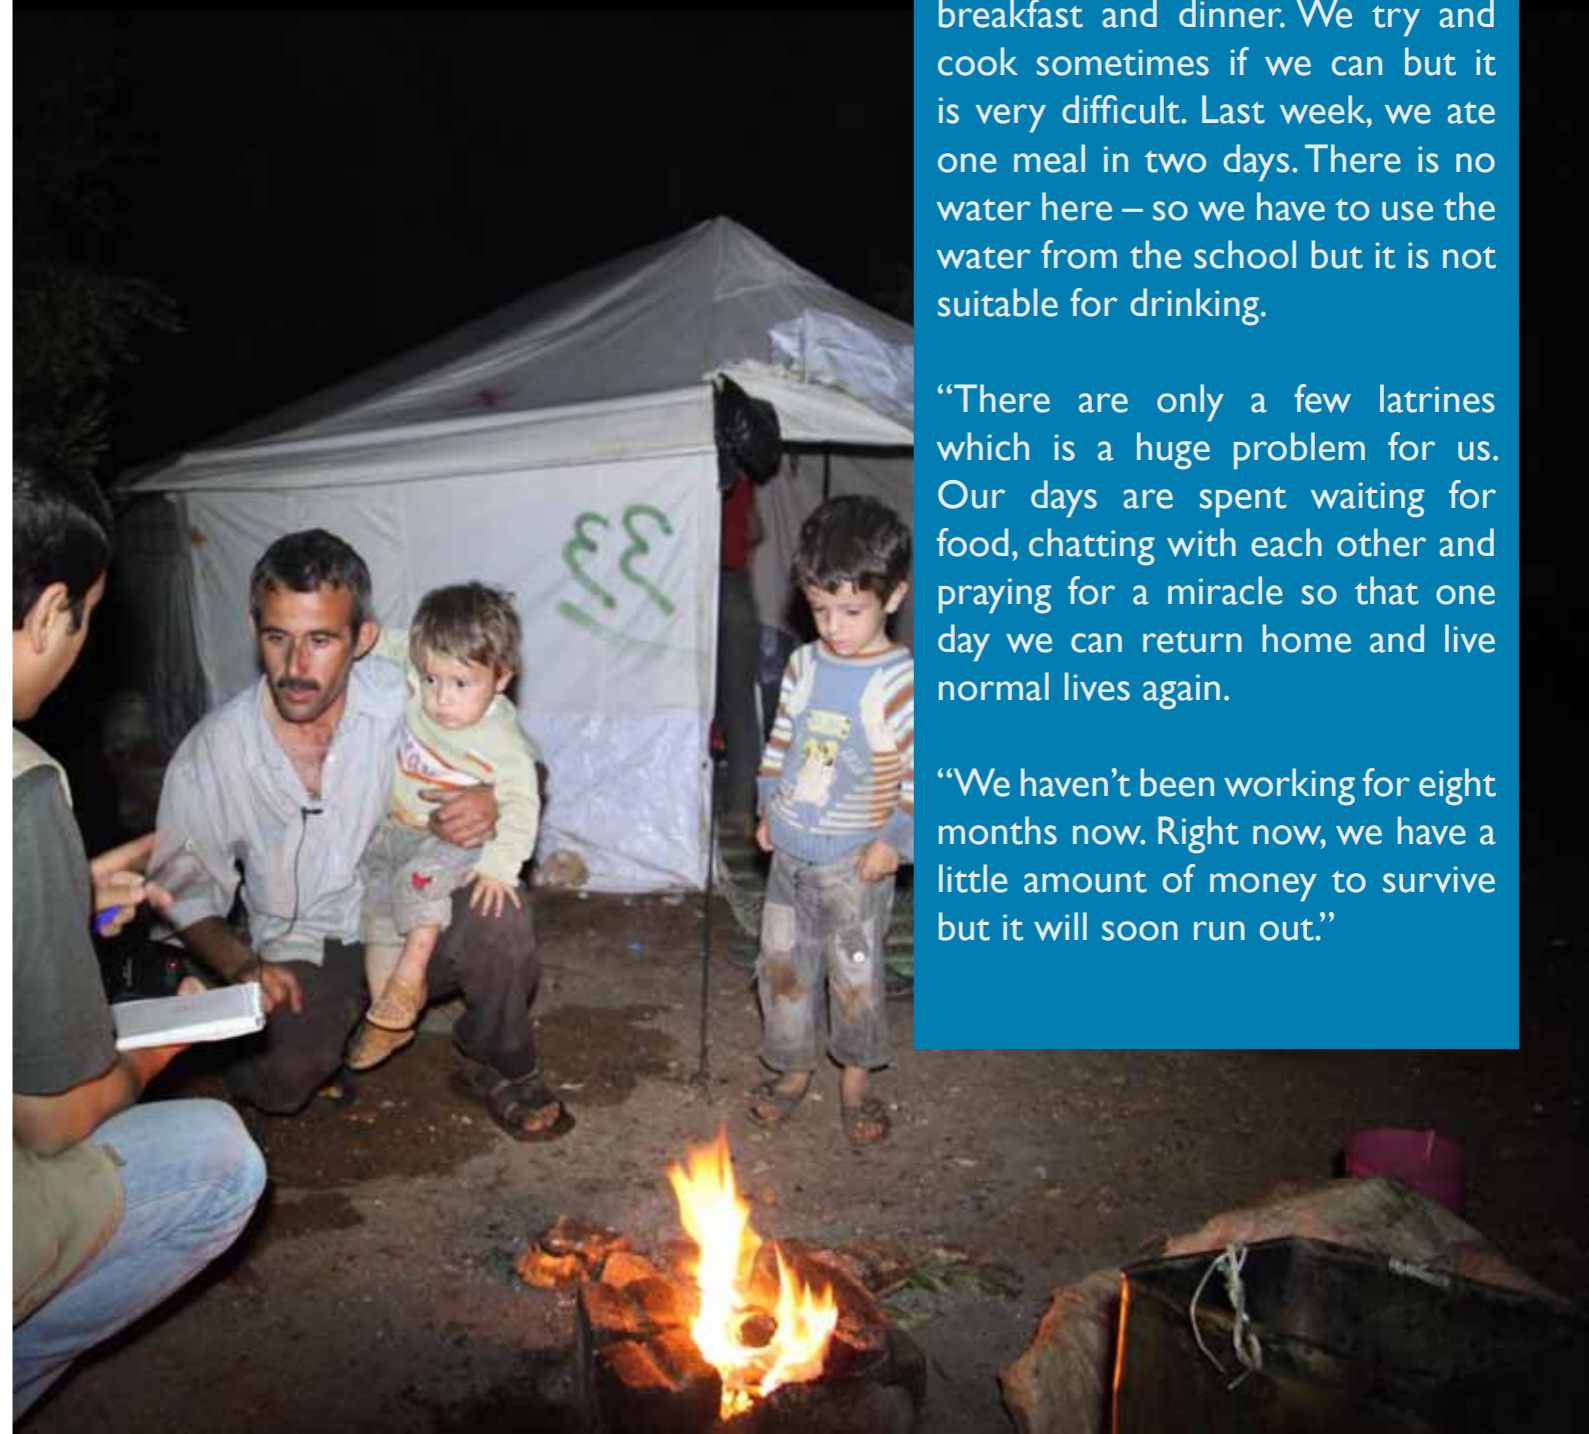 breakfast and dinner. We try and
cook sometimes if we can but it
is very difficult. Last week, we ate
one meal in two days. There is no
water here – so we have to use the
water from the school but it is not
suitable for drinking.
“There are only a few latrines
which is a huge problem for us.
Our days are spent waiting for
food, chatting with each other and
praying for a miracle so that one
day we can return home and live
normal lives again.
“We haven’t been working for eight
months now. Right now, we have a
little amount of money to survive
but it will soon run out.”